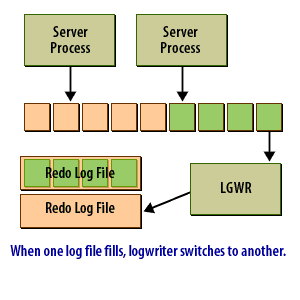 Server
Process
Server
Process
Redo Log File
LGWR
Redo Log File
When one log file fills, logwriter switches to another.